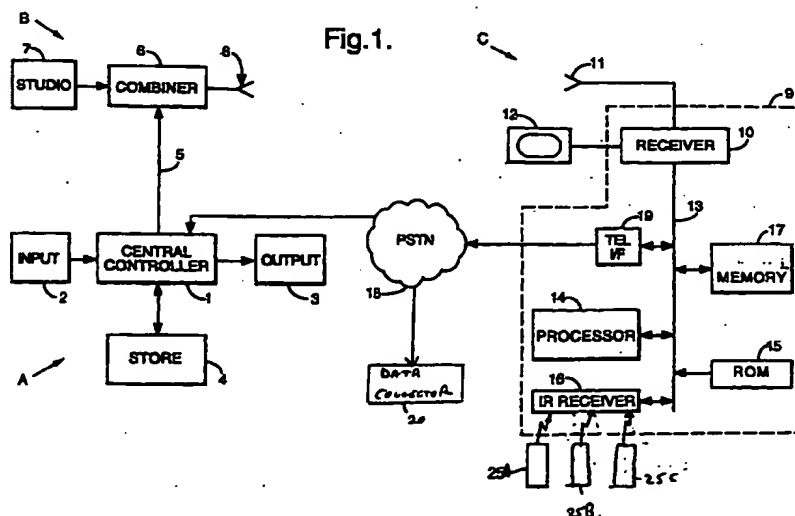 Fig.1.
B
7
STUDIO
6
COMBINER
8
5
INPUT
2
CENTRAL
CONTROLLER
1
OUTPUT
3
STORE
4
A
PSTN
18
DATA
COLLECTOR
20
C
11
9
12
RECEIVER
10
13
19
TEL
I/F
17
MEMORY
14
PROCESSOR
15
ROM
16
IR RECEIVER
25A
25B
25C